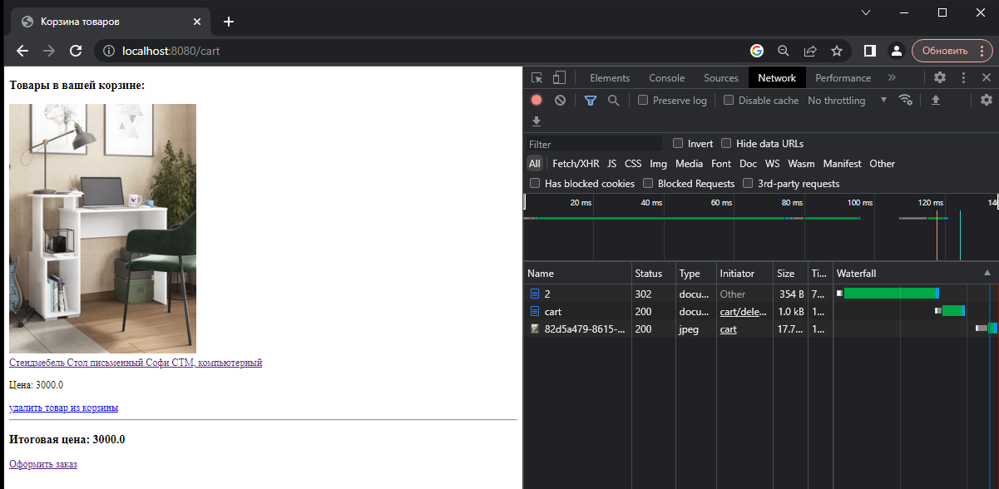 Корзина товаров
localhost:8080/cart
Обновить
Товары в вашей корзине:
Стендмебель Стол письменный Софи СТМ, компьютерный
Цена: 3000.0
удалить товар из корзины
Итоговая цена: 3000.0
Оформить заказ
Elements Console Sources Network Performance »
Preserve log Disable cache No throttling
Filter Invert Hide data URLs
All Fetch/XHR JS CSS Img Media Font Doc WS Wasm Manifest Other
Has blocked cookies Blocked Requests 3rd-party requests
20 ms 40 ms 60 ms 80 ms 100 ms 120 ms 14
Name Status Type Initiator Size Ti... Waterfall
2 302 docu... Other 354 B 7...
cart 200 docu... cart/dele... 1.0 kB 1...
82d5a479-8615-... 200 jpeg cart 17.7... 1...